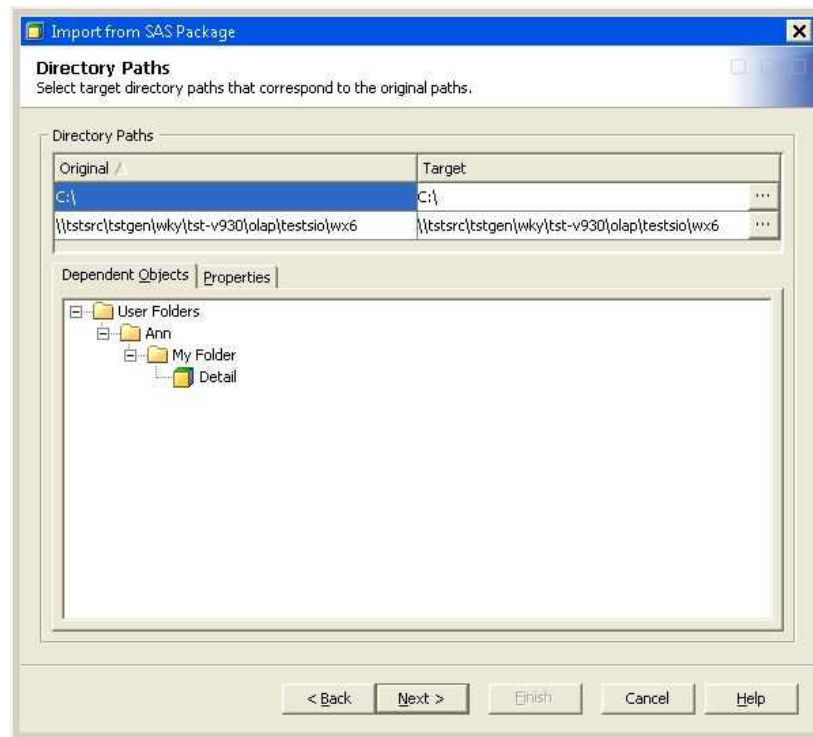 Import from SAS Package
Directory Paths
Select target directory paths that correspond to the original paths.
Directory Paths
Original Target
C:\ C:\ ...
\\tstsrc\tstgen\wky\tst-v930\olap\testsio\wx6 \\tstsrc\tstgen\wky\tst-v930\olap\testsio\wx6 ...
Dependent Objects Properties
User Folders
Ann
My Folder
Detail
< Back Next > Finish Cancel Help